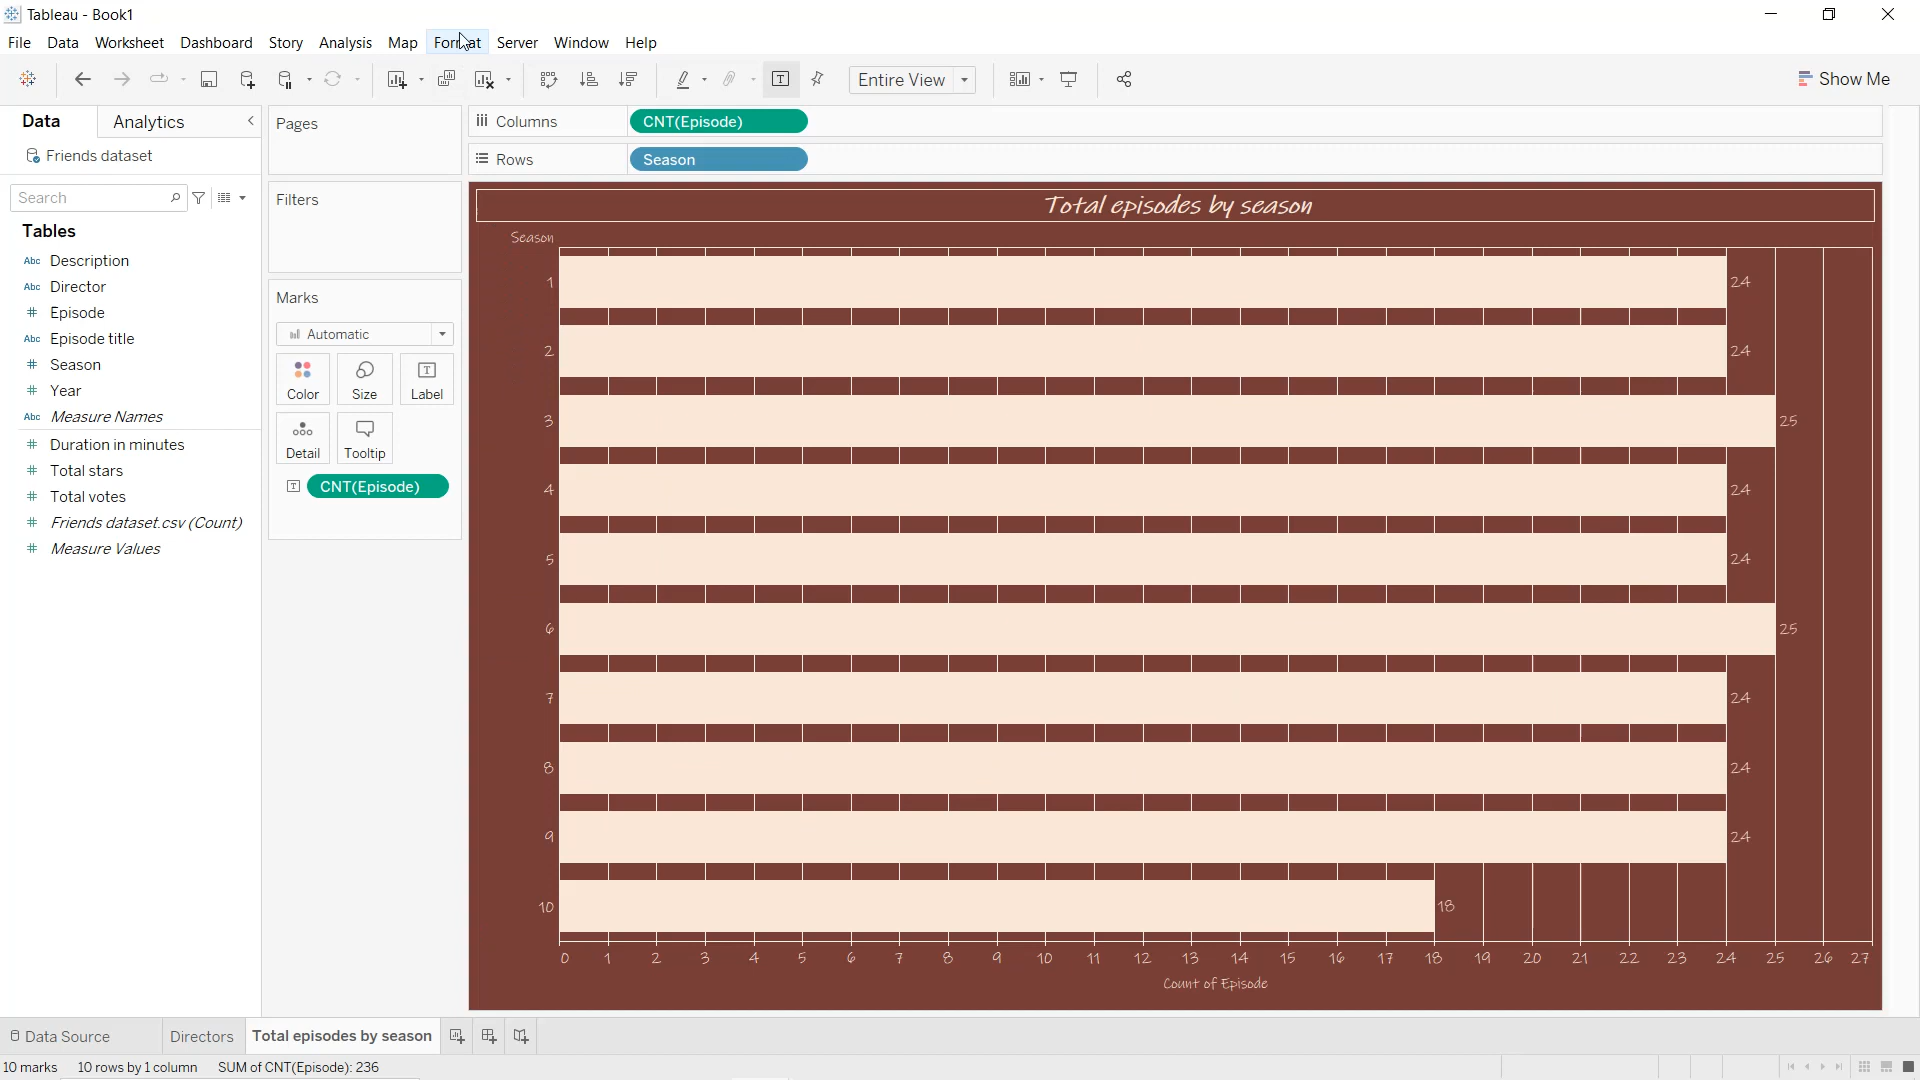 Tableau - Book1
File Data Worksheet Dashboard Story Analysis Map Format Server Window Help
Entire View
Show Me
Data Analytics
Friends dataset
Search
Tables
Abc Description
Abc Director
Episode
Abc Episode title
Season
Year
Abc Measure Names
Duration in minutes
Total stars
Total votes
Friends dataset.csv (Count)
Measure Values
Pages
Filters
Marks
Automatic
Color Size Label
Detail Tooltip
CNT(Episode)
Columns CNT(Episode)
Rows Season
Total episodes by season
Season
1 24
2 24
3 25
4 24
5 24
6 25
7 24
8 24
9 24
10 18
0 1 2 3 4 5 6 7 8 9 10 11 12 13 14 15 16 17 18 19 20 21 22 23 24 25 26 27
Count of Episode
Data Source Directors Total episodes by season
10 marks 10 rows by 1 column SUM of CNT(Episode): 236